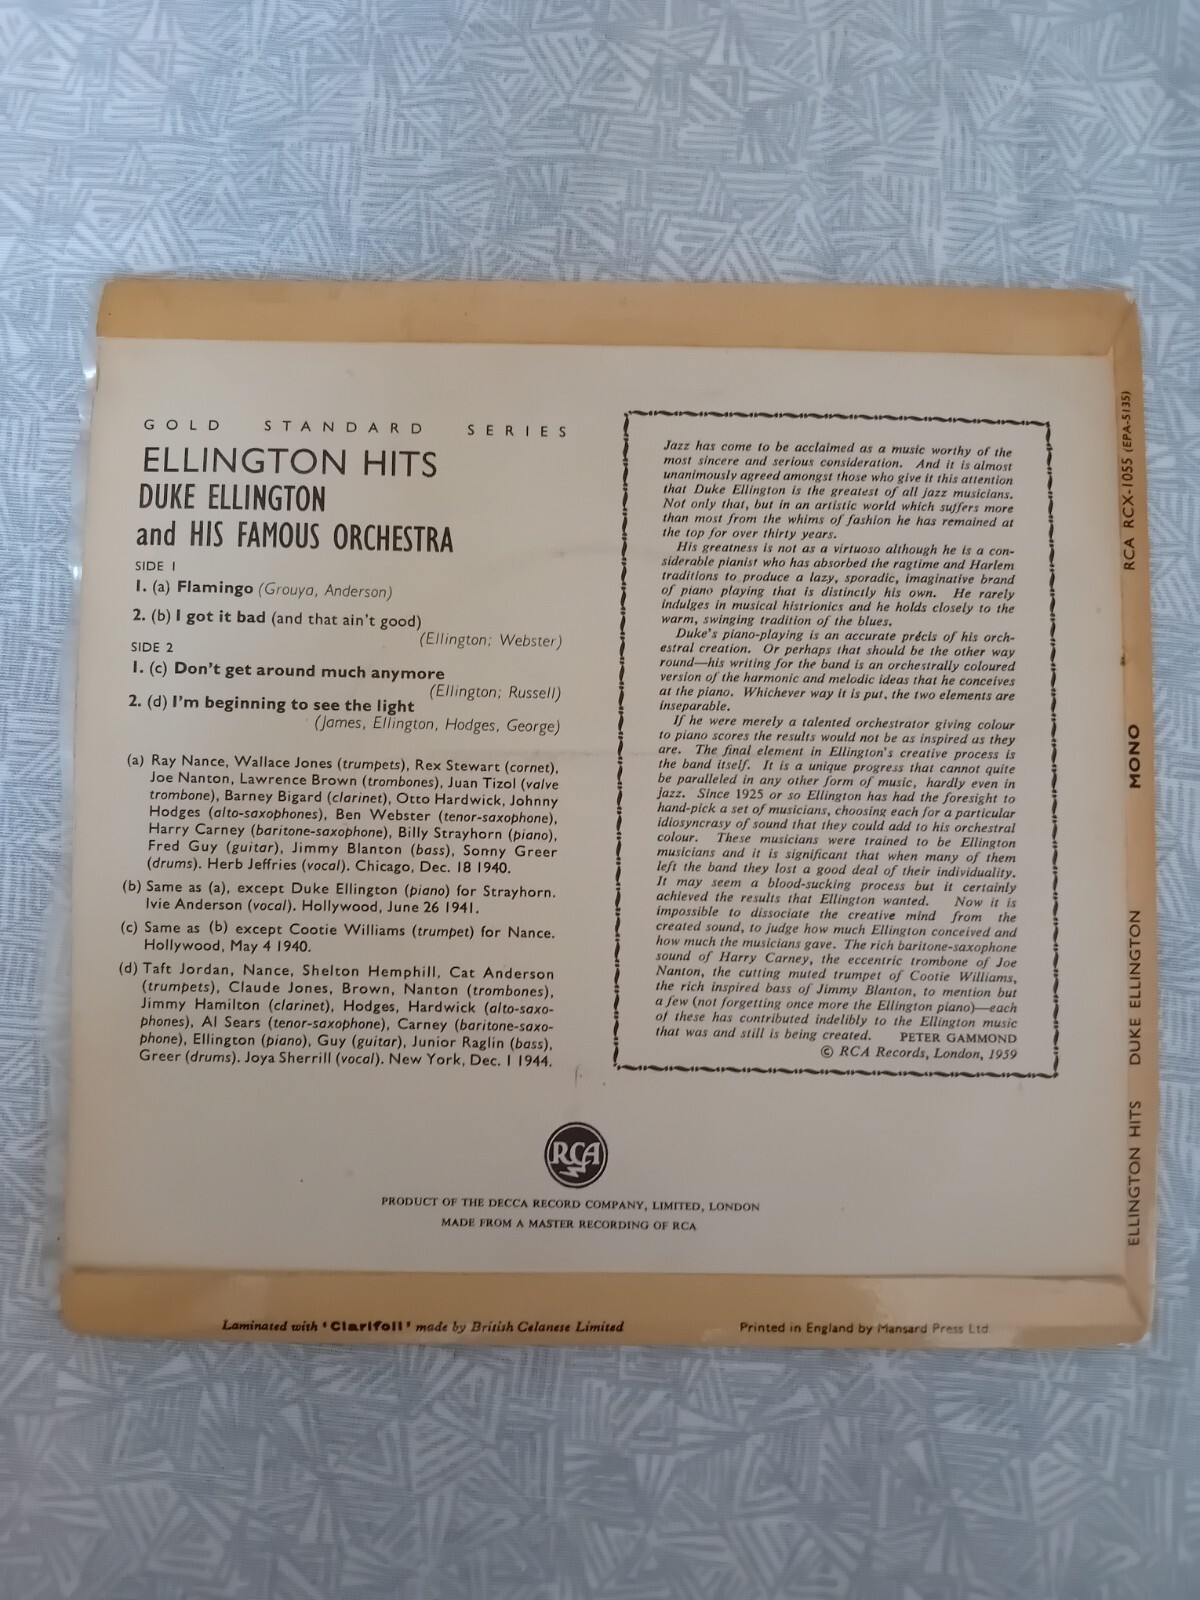 GOLD STANDARD SERIES
ELLINGTON HITS
DUKE ELLINGTON
and HIS FAMOUS ORCHESTRA
SIDE 1
1. (a) Flamingo (Grouya, Anderson)
2. (b) I got it bad (and that ain't good)
(Ellington; Webster)
SIDE 2
1. (c) Don't get around much anymore
(Ellington; Russell)
2. (d) I'm beginning to see the light
(James, Ellington, Hodges, George)
(a) Ray Nance, Wallace Jones (trumpets), Rex Stewart (cornet),
Joe Nanton, Lawrence Brown (trombones), Juan Tizol (valve
trombone), Barney Bigard (clarinet), Otto Hardwick, Johnny
Hodges (alto-saxophones), Ben Webster (tenor-saxophone),
Harry Carney (baritone-saxophone), Billy Strayhorn (piano),
Fred Guy (guitar), Jimmy Blanton (bass), Sonny Greer
(drums). Herb Jeffries (vocal). Chicago, Dec. 18 1940.
(b) Same as (a), except Duke Ellington (piano) for Strayhorn.
Ivie Anderson (vocal). Hollywood, June 26 1941.
(c) Same as (b) except Cootie Williams (trumpet) for Nance.
Hollywood, May 4 1940.
(d) Taft Jordan, Nance, Shelton Hemphill, Cat Anderson
(trumpets), Claude Jones, Brown, Nanton (trombones),
Jimmy Hamilton (clarinet), Hodges, Hardwick (alto-saxo-
phones), Al Sears (tenor-saxophone), Carney (baritone-saxo-
phone), Ellington (piano), Guy (guitar), Junior Raglin (bass),
Greer (drums). Joya Sherrill (vocal). New York, Dec. 1 1944.
Jazz has come to be acclaimed as a music worthy of the
most sincere and serious consideration. And it is almost
unanimously agreed amongst those who give it this attention
that Duke Ellington is the greatest of all jazz musicians.
Not only that, but in an artistic world which suffers more
than most from the whims of fashion he has remained at
the top for over thirty years.
His greatness is not as a virtuoso although he is a con-
siderable pianist who has absorbed the ragtime and Harlem
traditions to produce a lazy, sporadic, imaginative brand
of piano playing that is distinctly his own. He rarely
indulges in musical histrionics and he holds closely to the
warm, swinging tradition of the blues.
Duke's piano-playing is an accurate précis of his orch-
estral creation. Or perhaps that should be the other way
round—his writing for the band is an orchestrally coloured
version of the harmonic and melodic ideas that he conceives
at the piano. Whichever way it is put, the two elements are
inseparable.
If he were merely a talented orchestrator giving colour
to piano scores the results would not be as inspired as they
are. The final element in Ellington's creative process is
the band itself. It is a unique progress that cannot quite
be paralleled in any other form of music, hardly even in
jazz. Since 1925 or so Ellington has had the foresight to
hand-pick a set of musicians, choosing each for a particular
idiosyncrasy of sound that they could add to his orchestral
colour. These musicians were trained to be Ellington
musicians and it is significant that when many of them
left the band they lost a good deal of their individuality.
It may seem a blood-sucking process but it certainly
achieved the results that Ellington wanted. Now it is
impossible to dissociate the creative mind from the
created sound, to judge how much Ellington conceived and
how much the musicians gave. The rich baritone-saxophone
sound of Harry Carney, the eccentric trombone of Joe
Nanton, the cutting muted trumpet of Cootie Williams,
the rich inspired bass of Jimmy Blanton, to mention but
a few (not forgetting once more the Ellington piano)—each
of these has contributed indelibly to the Ellington music
that was and still is being created. PETER GAMMOND
© RCA Records, London, 1959
RCA
PRODUCT OF THE DECCA RECORD COMPANY, LIMITED, LONDON
MADE FROM A MASTER RECORDING OF RCA
Laminated with 'Clarifoil' made by British Celanese Limited
Printed in England by Mansard Press Ltd
ELLINGTON HITS DUKE ELLINGTON MONO RCA RCX-1055 (EPA-5135)